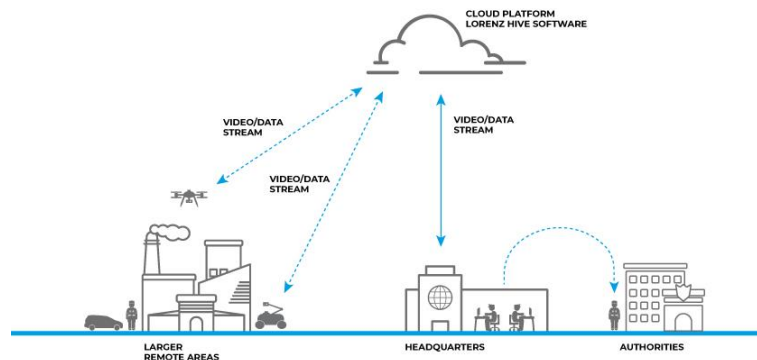 CLOUD PLATFORM
LORENZ HIVE SOFTWARE
VIDEO/DATA
STREAM
VIDEO/DATA
STREAM
VIDEO/DATA
STREAM
LARGER
REMOTE AREAS
HEADQUARTERS
AUTHORITIES